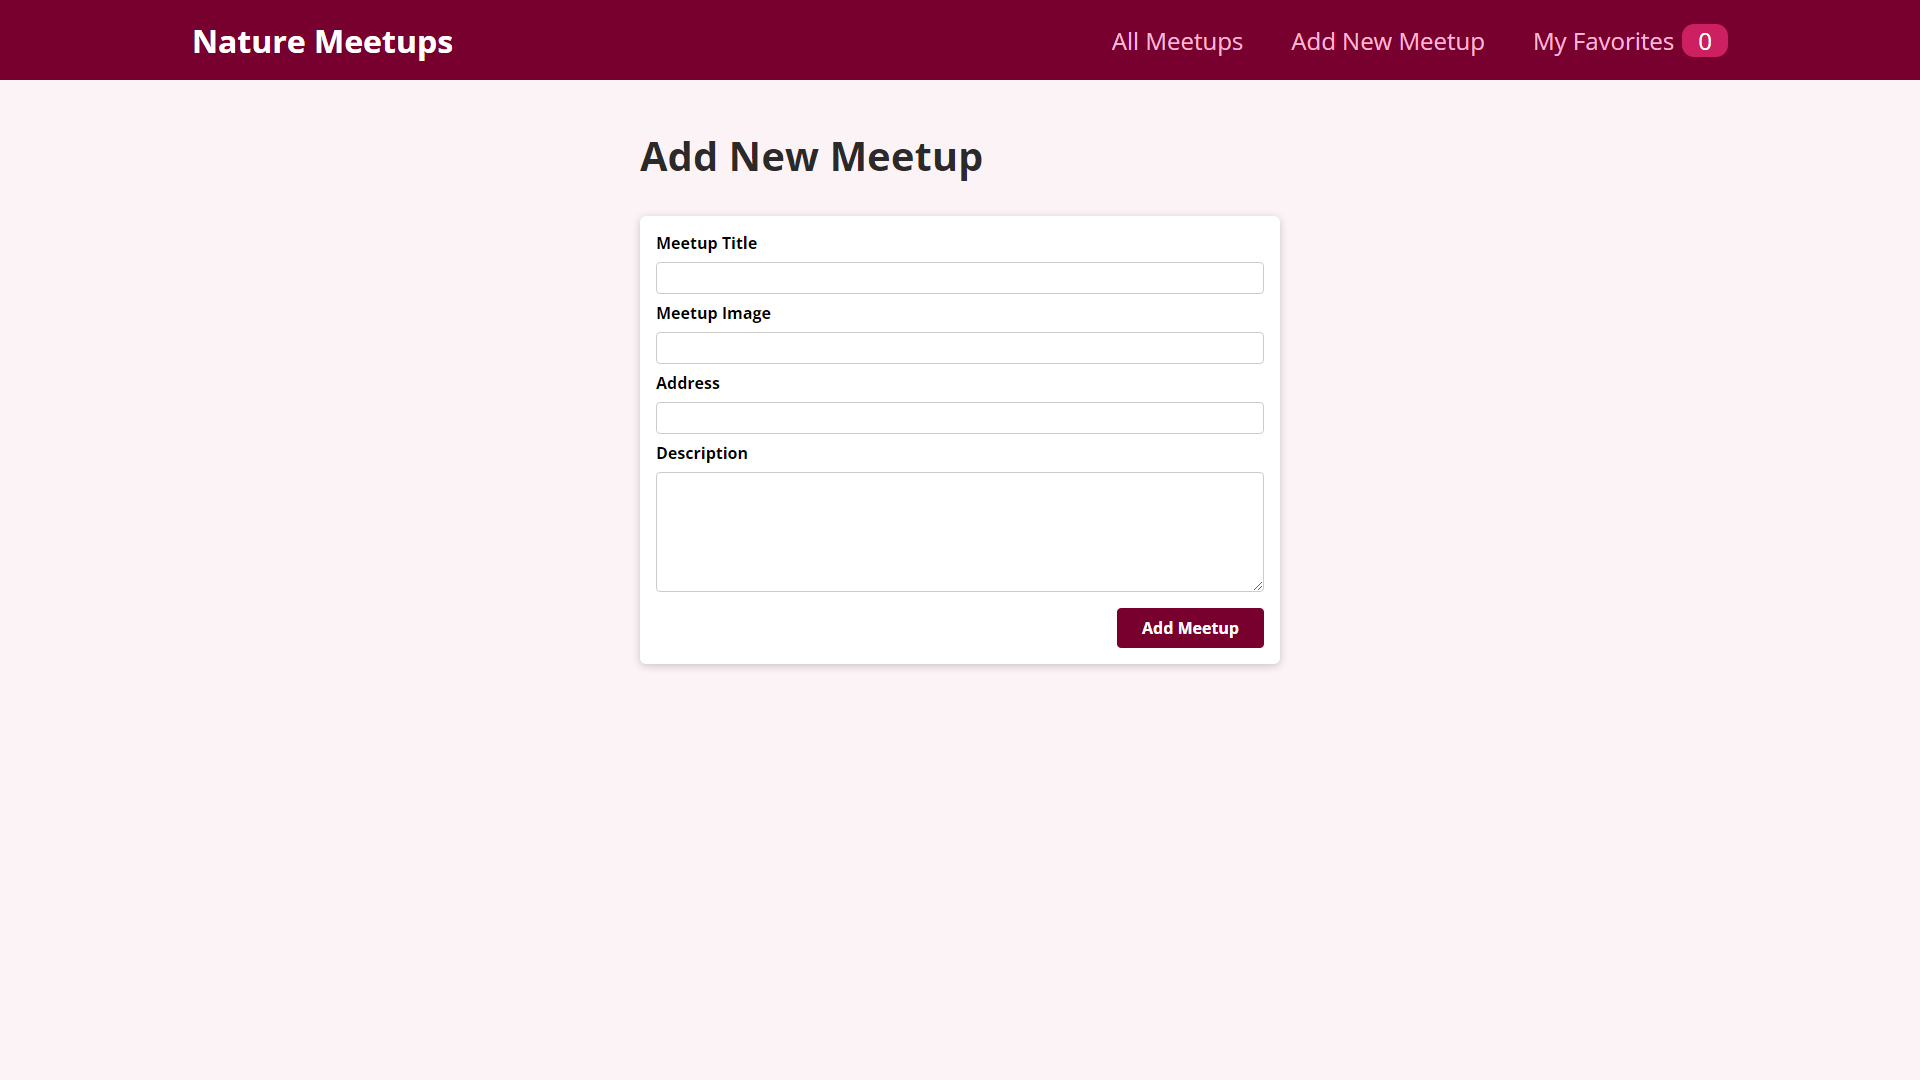 Nature Meetups
All Meetups
Add New Meetup
My Favorites 0
Add New Meetup
Meetup Title
Meetup Image
Address
Description
Add Meetup